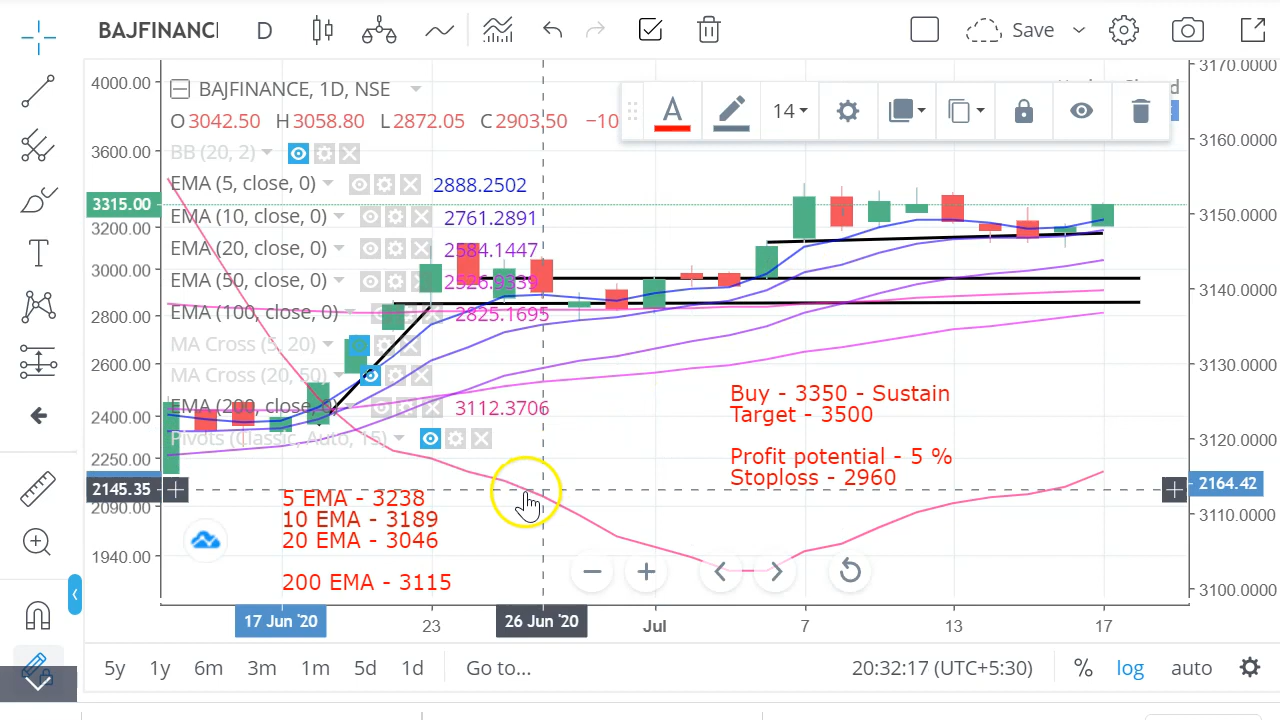 BAJFINANC
D
Save
BAJFINANCE, 1D, NSE
O3042.50 H3058.80 L2872.05 C2903.50 −10
14
BB (20, 2)
EMA (5, close, 0) 2888.2502
EMA (10, close, 0) 2761.2891
EMA (20, close, 0) 2584.1447
EMA (50, close, 0) 2526.9339
EMA (100, close, 0) 2825.1695
MA Cross (5, 20)
MA Cross (20, 50)
EMA (200, close, 0) 3112.3706
Pivots (Classic, Auto, 15)
4000.00
3600.00
3315.00
3200.00
3000.00
2800.00
2600.00
2400.00
2250.00
2145.35
2090.00
1940.00
3170.0000
3160.0000
3150.0000
3140.0000
3130.0000
3120.0000
2164.42
3110.0000
3100.0000
Buy - 3350 - Sustain
Target - 3500
Profit potential - 5 %
Stoploss - 2960
5 EMA - 3238
10 EMA - 3189
20 EMA - 3046
200 EMA - 3115
17 Jun '20 23 26 Jun '20 Jul 7 13 17
5y 1y 6m 3m 1m 5d 1d Go to... 20:32:17 (UTC+5:30) % log auto